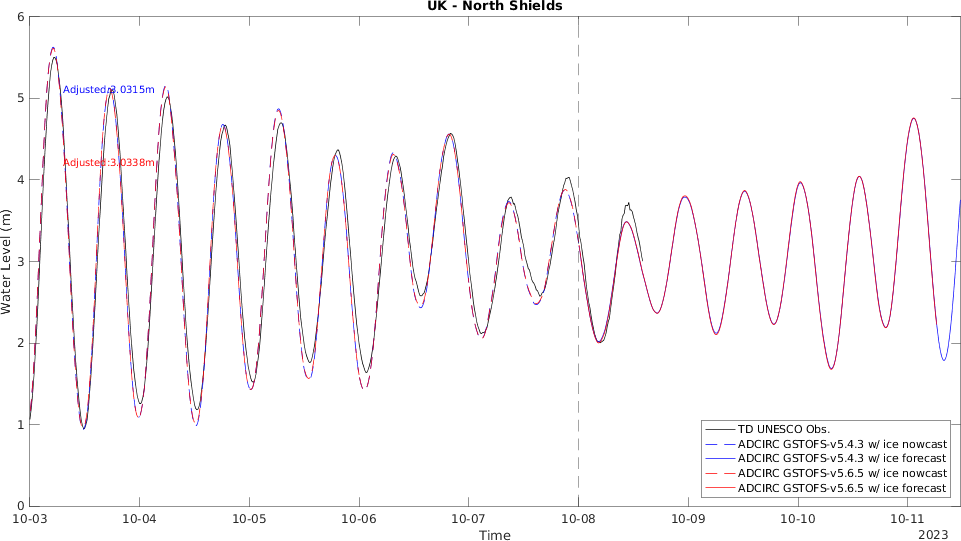 UK - North Shields
6
5
4
3
2
1
0
Water Level (m)
Adjusted:3.0315m
Adjusted:3.0338m
TD UNESCO Obs.
ADCIRC GSTOFS-v5.4.3 w/ ice nowcast
ADCIRC GSTOFS-v5.4.3 w/ ice forecast
ADCIRC GSTOFS-v5.6.5 w/ ice nowcast
ADCIRC GSTOFS-v5.6.5 w/ ice forecast
10-03 10-04 10-05 10-06 10-07 10-08 10-09 10-10 10-11
Time
2023